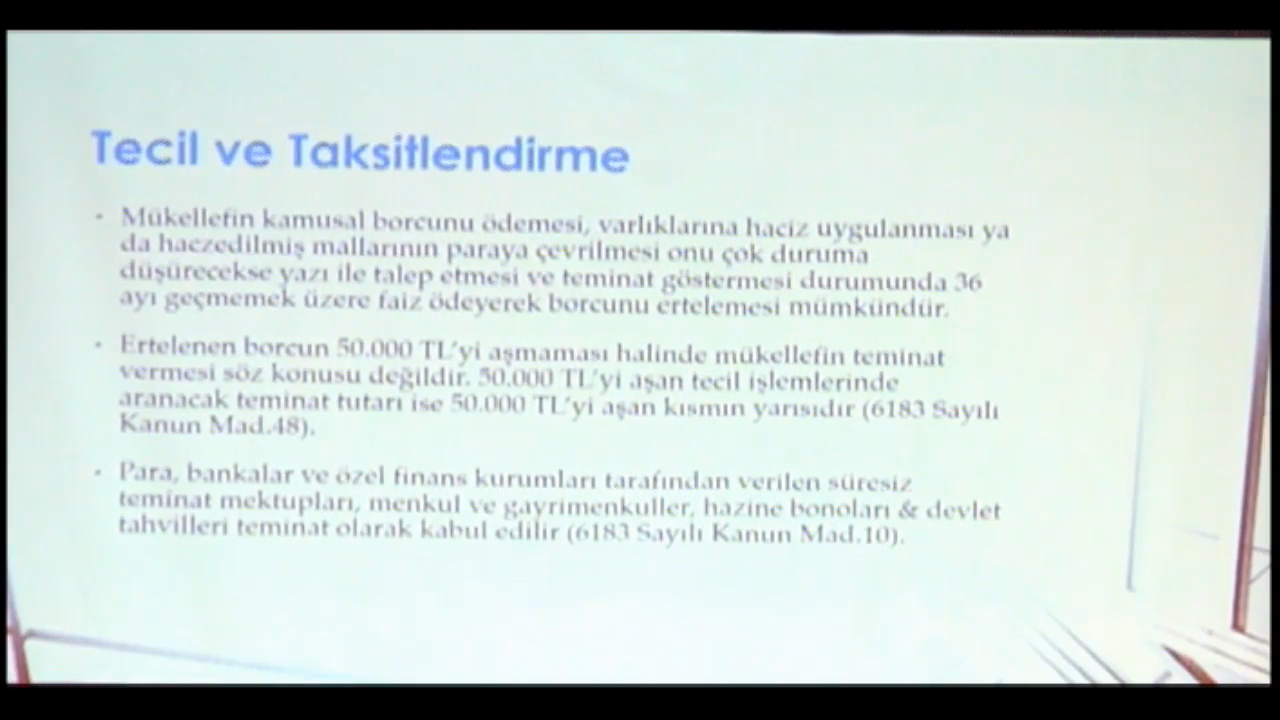 Tecil ve Taksitlendirme
• Mükellefin kamusal borcunu ödemesi, varlıklarına haciz uygulanması ya
da haczedilmiş mallarının paraya çevrilmesi onu çok duruma
düşürecekse yazı ile talep etmesi ve teminat göstermesi durumunda 36
ayı geçmemek üzere faiz ödeyerek borcunu ertelemesi mümkündür.
• Ertelenen borcun 50.000 TL'yi aşmaması halinde mükellefin teminat
vermesi söz konusu değildir. 50.000 TL'yi aşan tecil işlemlerinde
aranacak teminat tutarı ise 50.000 TL'yi aşan kısmın yarısıdır (6183 Sayılı
Kanun Mad.48).
• Para, bankalar ve özel finans kurumları tarafından verilen süresiz
teminat mektupları, menkul ve gayrimenkuller, hazine bonoları & devlet
tahvilleri teminat olarak kabul edilir (6183 Sayılı Kanun Mad.10).